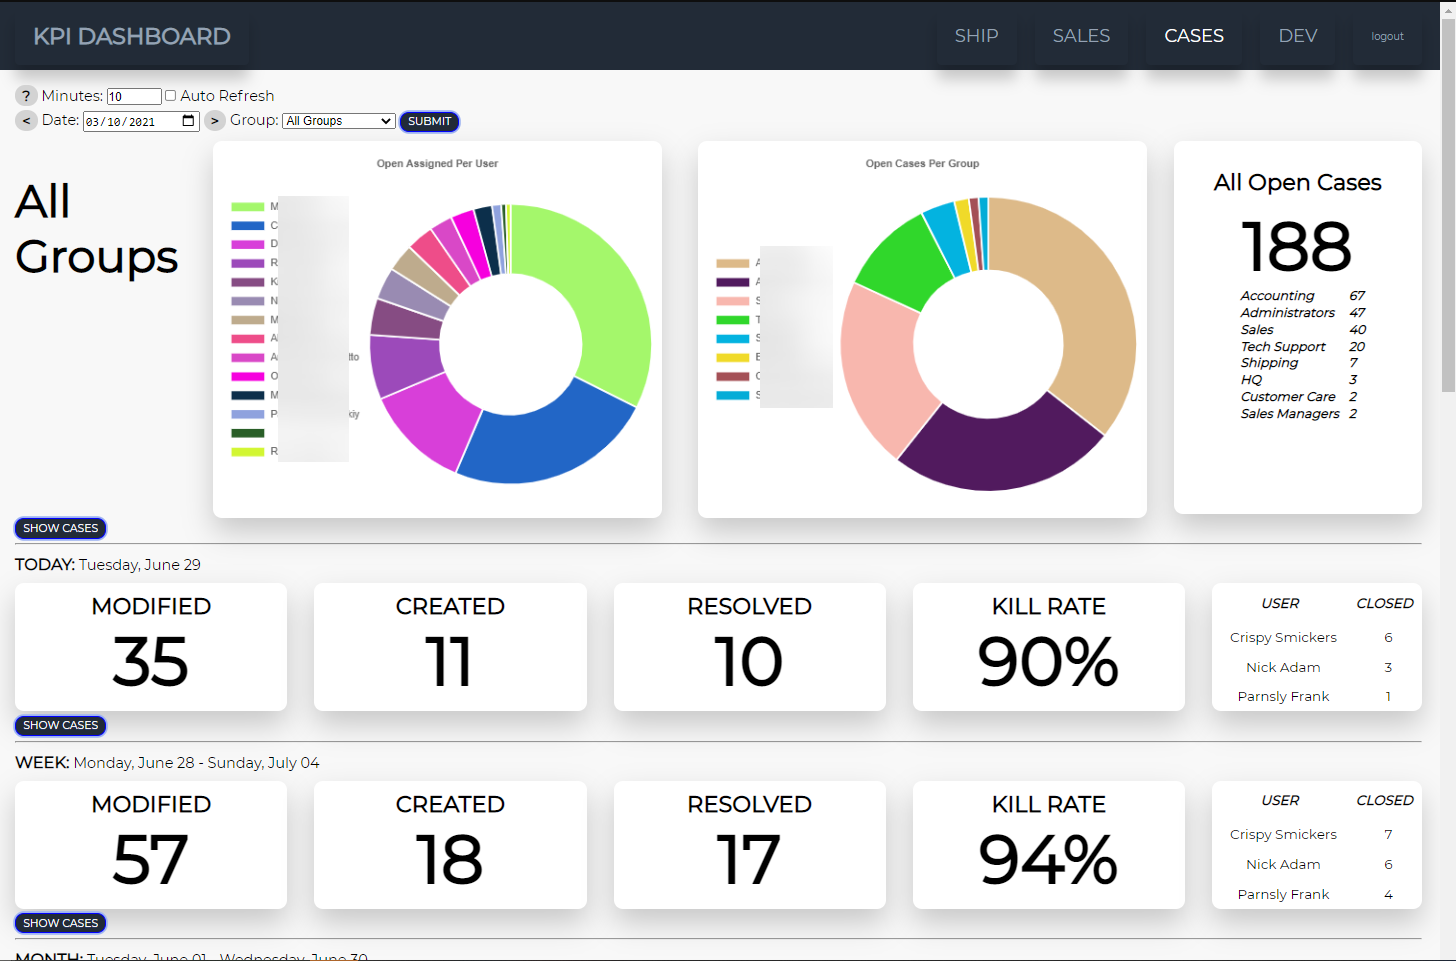 KPI DASHBOARD
SHIP
SALES
CASES
DEV
logout
? Minutes: 10 Auto Refresh
< Date: 03/10/2021 > Group: All Groups SUBMIT
All
Groups
Open Assigned Per User
M
C
D
R
K
N
M
A
A
O
M
P
R
Open Cases Per Group
A
A
S
T
S
E
C
S
All Open Cases
188
Accounting 67
Administrators 47
Sales 40
Tech Support 20
Shipping 7
HQ 3
Customer Care 2
Sales Managers 2
SHOW CASES
TODAY: Tuesday, June 29
MODIFIED
35
CREATED
11
RESOLVED
10
KILL RATE
90%
USER CLOSED
Crispy Smickers 6
Nick Adam 3
Parnsly Frank 1
SHOW CASES
WEEK: Monday, June 28 - Sunday, July 04
MODIFIED
57
CREATED
18
RESOLVED
17
KILL RATE
94%
USER CLOSED
Crispy Smickers 7
Nick Adam 6
Parnsly Frank 4
SHOW CASES
MONTH: Tuesday, June 01 - Wednesday, June 30